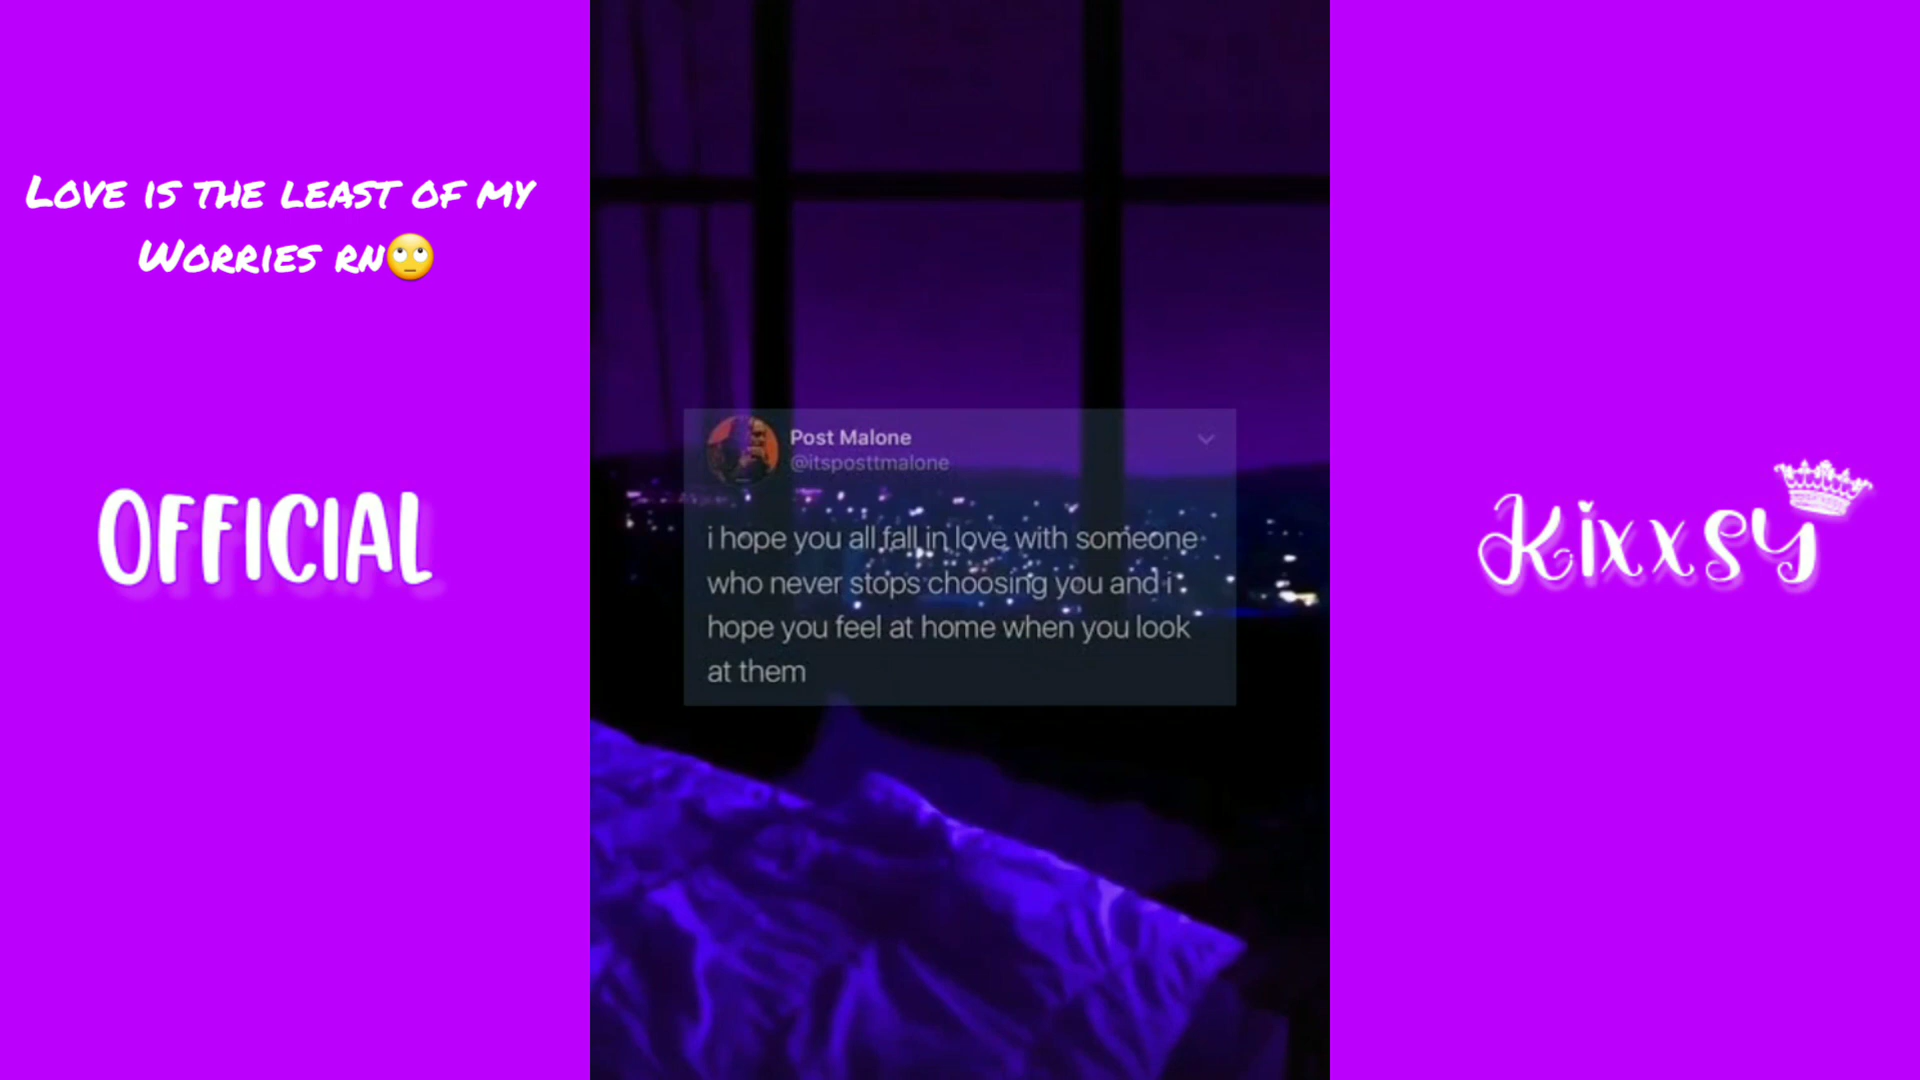 Love is the least of my
Worries rn🙄
OFFICIAL
Post Malone
@itsposttmalone
i hope you all fall in love with someone
who never stops choosing you and i
hope you feel at home when you look
at them
Kixxsy